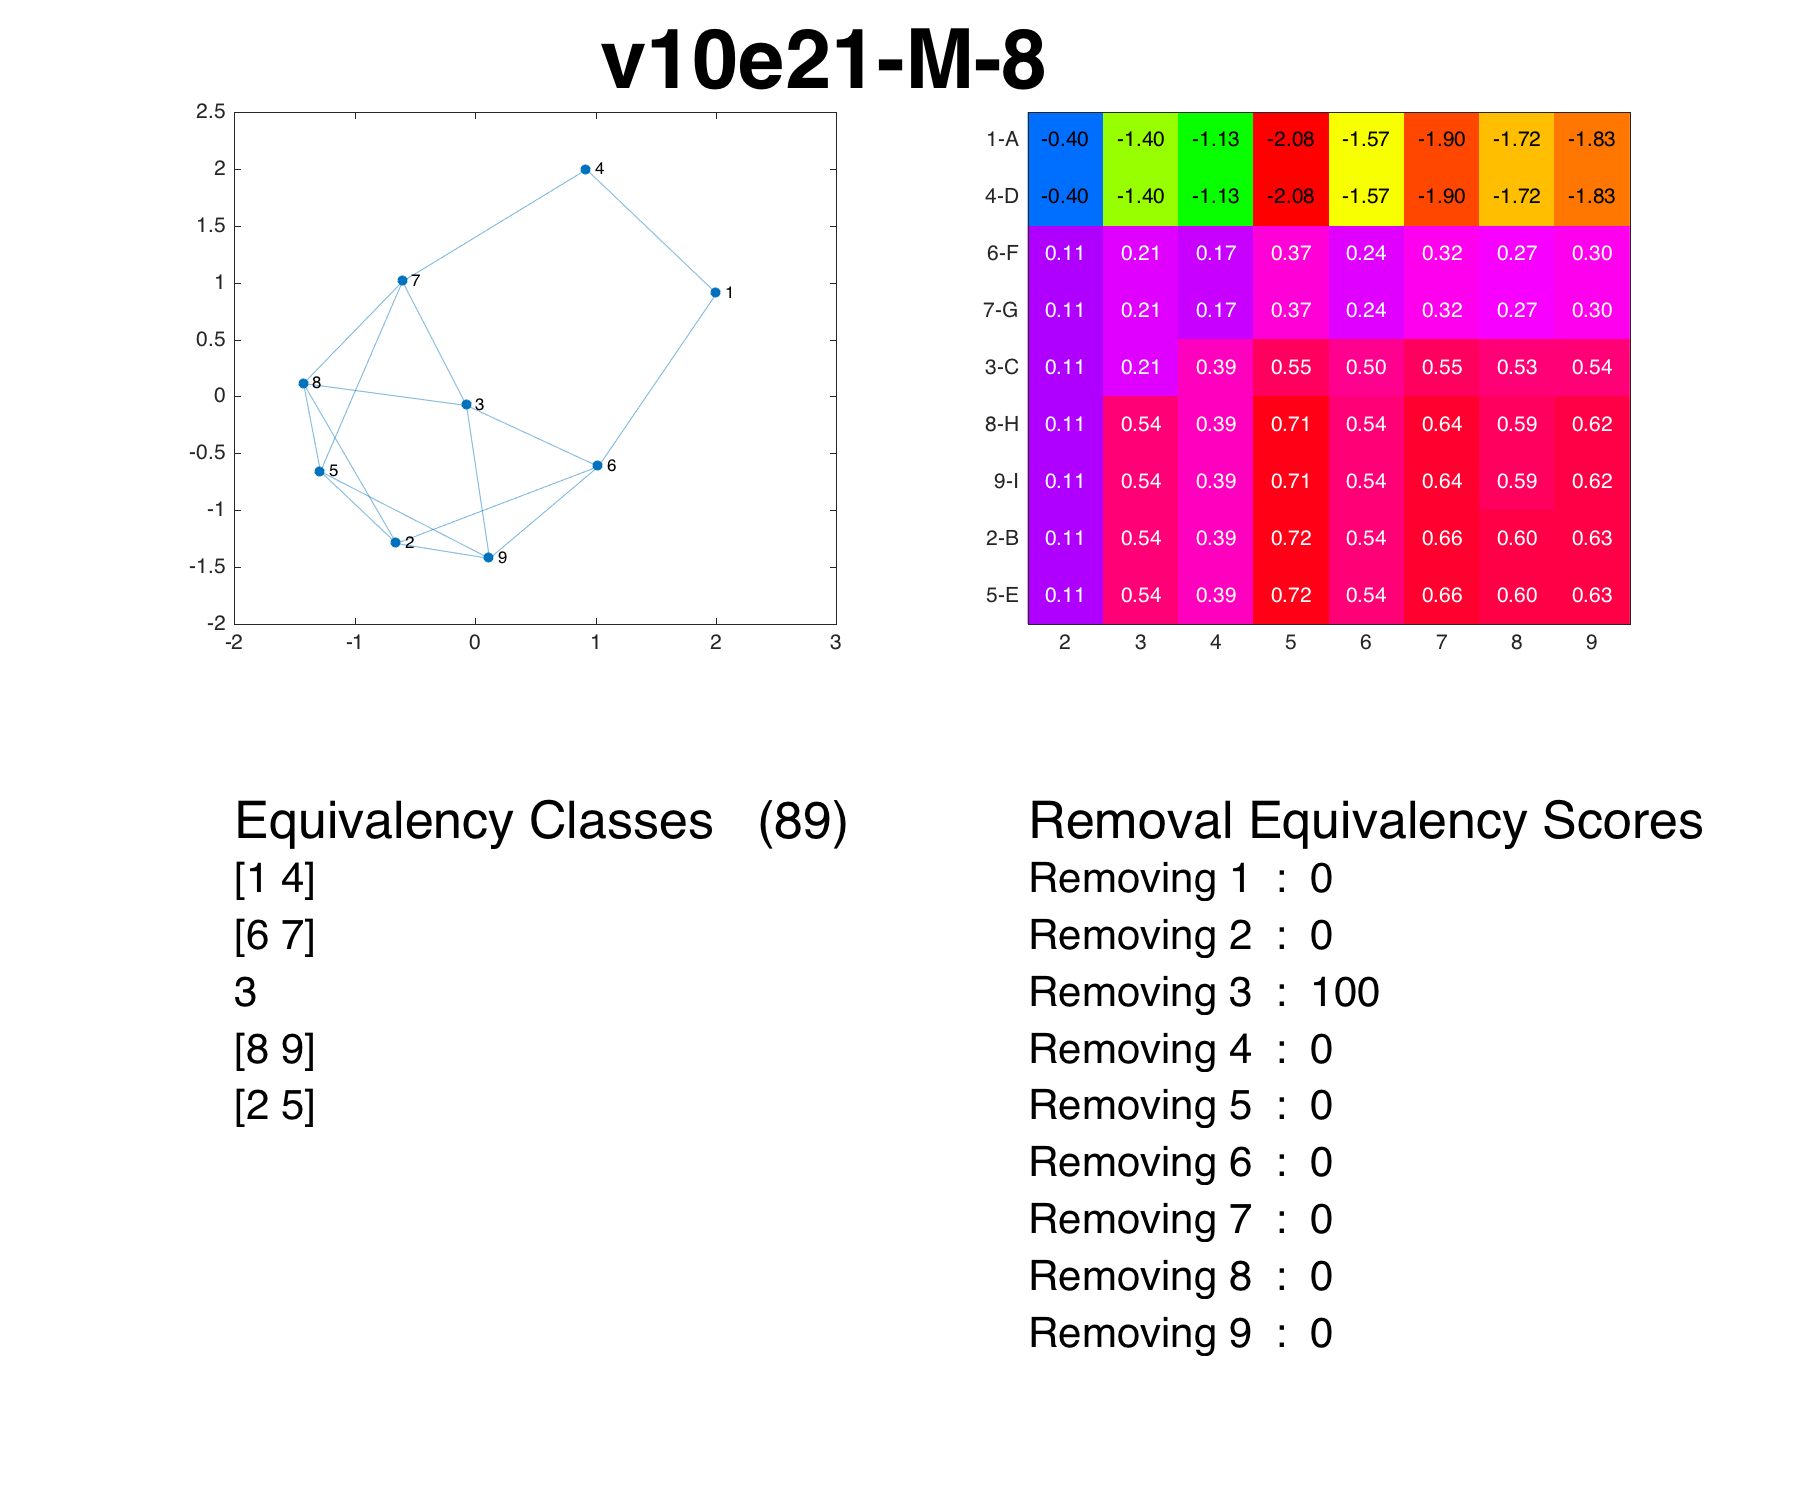 v10e21-M-8
2.5
2
1.5
1
0.5
0
-0.5
-1
-1.5
-2
-2 -1 0 1 2 3
4
7
1
8
3
6
5
2
9
1-A -0.40 -1.40 -1.13 -2.08 -1.57 -1.90 -1.72 -1.83
4-D -0.40 -1.40 -1.13 -2.08 -1.57 -1.90 -1.72 -1.83
6-F 0.11 0.21 0.17 0.37 0.24 0.32 0.27 0.30
7-G 0.11 0.21 0.17 0.37 0.24 0.32 0.27 0.30
3-C 0.11 0.21 0.39 0.55 0.50 0.55 0.53 0.54
8-H 0.11 0.54 0.39 0.71 0.54 0.64 0.59 0.62
9-I 0.11 0.54 0.39 0.71 0.54 0.64 0.59 0.62
2-B 0.11 0.54 0.39 0.72 0.54 0.66 0.60 0.63
5-E 0.11 0.54 0.39 0.72 0.54 0.66 0.60 0.63
2 3 4 5 6 7 8 9
Equivalency Classes (89)
[1 4]
[6 7]
3
[8 9]
[2 5]
Removal Equivalency Scores
Removing 1 : 0
Removing 2 : 0
Removing 3 : 100
Removing 4 : 0
Removing 5 : 0
Removing 6 : 0
Removing 7 : 0
Removing 8 : 0
Removing 9 : 0